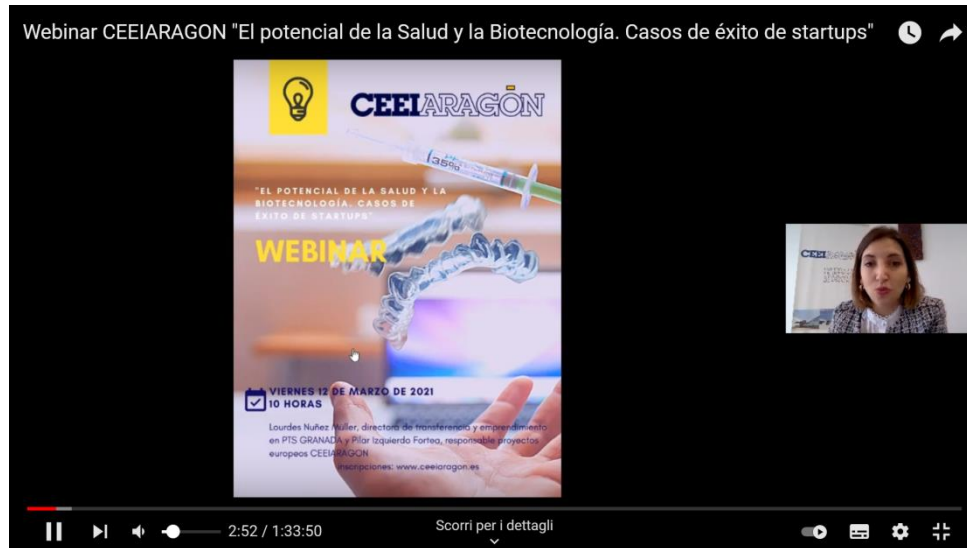 Webinar CEEIARAGON "El potencial de la Salud y la Biotecnología. Casos de éxito de startups"
CEEIARAGÓN
35%
"EL POTENCIAL DE LA SALUD Y LA
BIOTECNOLOGÍA. CASOS DE
ÉXITO DE STARTUPS"
WEBINAR
CEEI
VIERNES 12 DE MARZO DE 2021
10 HORAS
Lourdes Nuñez Muller, directora de transferencia y emprendimiento
en PTS GRANADA y Pilar Izquierdo Fortea, responsable proyectos
europeos CEEIARAGON
inscripciones: www.ceeiaragon.es
2:52 / 1:33:50
Scorri per i dettagli